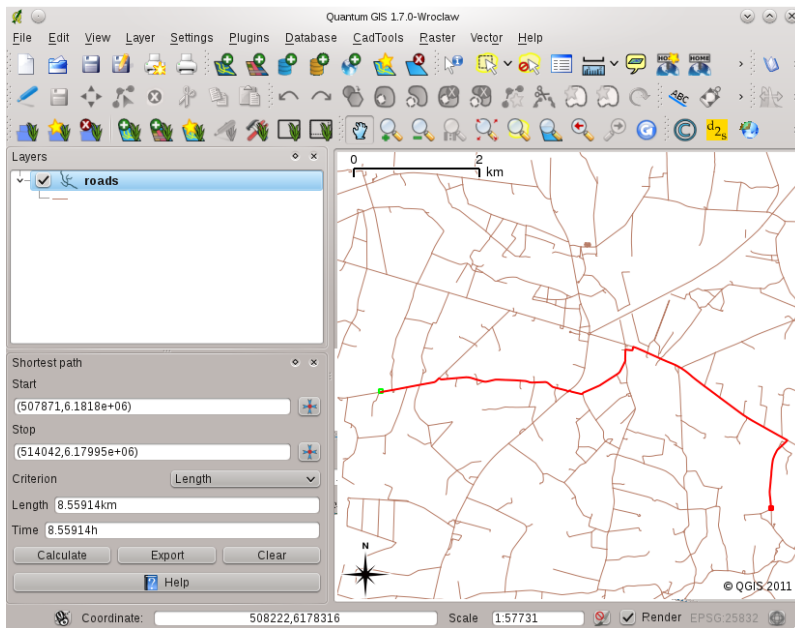 Quantum GIS 1.7.0-Wroclaw
File Edit View Layer Settings Plugins Database CadTools Raster Vector Help
HOME
ABC
d2s
Layers
roads
Shortest path
Start
(507871,6.1818e+06)
Stop
(514042,6.17995e+06)
Criterion Length
Length 8.55914km
Time 8.55914h
Calculate Export Clear
Help
0 2
km
N
© QGIS 2011
Coordinate: 508222,6178316 Scale 1:57731 Render EPSG:25832